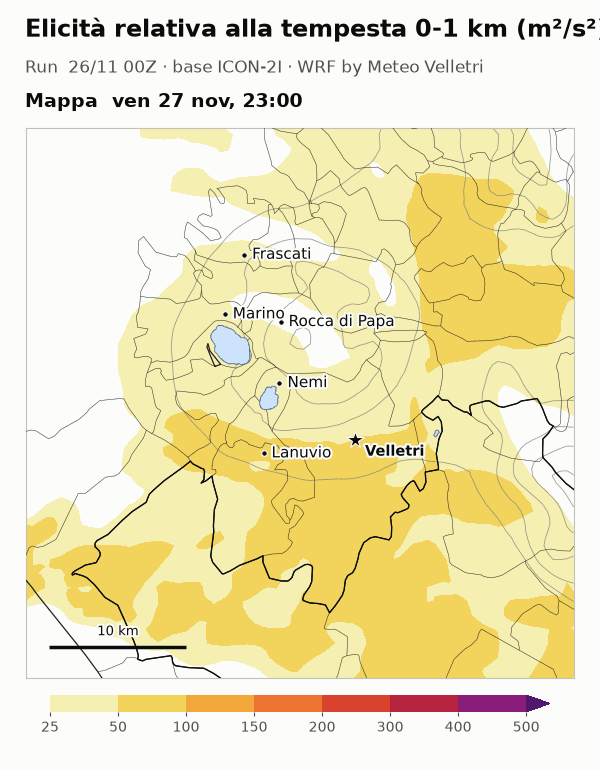 Elicità relativa alla tempesta 0-1 km (m²/s²)
Run  26/11 00Z · base ICON-2I · WRF by Meteo Velletri
Mappa  ven 27 nov, 23:00
Frascati
Marino
Rocca di Papa
Nemi
Lanuvio
Velletri
10 km
25 50 100 150 200 300 400 500